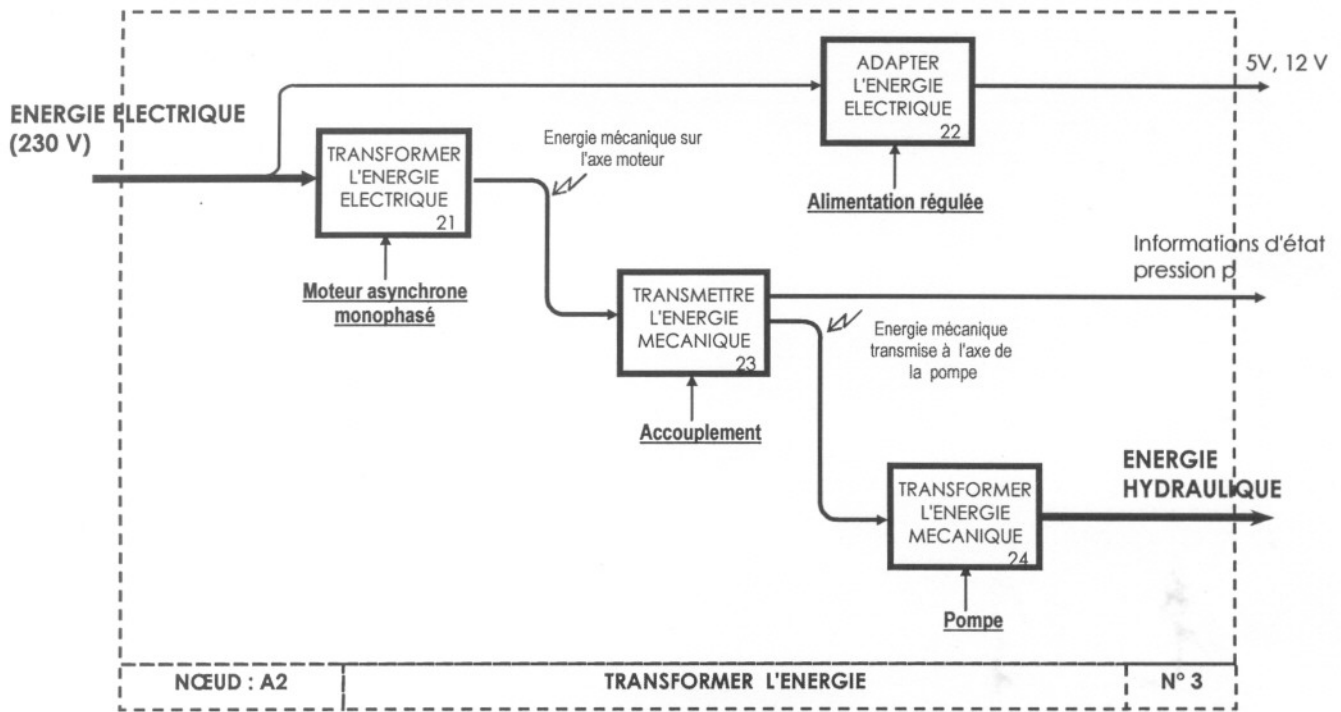 5V, 12 V
ADAPTER
L'ENERGIE
ELECTRIQUE
22
Alimentation régulée
ENERGIE ELECTRIQUE
(230 V)
TRANSFORMER
L'ENERGIE
ELECTRIQUE
21
Moteur asynchrone
monophasé
Energie mécanique sur
l'axe moteur
TRANSMETTRE
L'ENERGIE
MECANIQUE
23
Accouplement
Informations d'état
pression p
Energie mécanique
transmise à l'axe de
la pompe
TRANSFORMER
L'ENERGIE
MECANIQUE
24
Pompe
ENERGIE
HYDRAULIQUE
NŒUD : A2
TRANSFORMER L'ENERGIE
N° 3